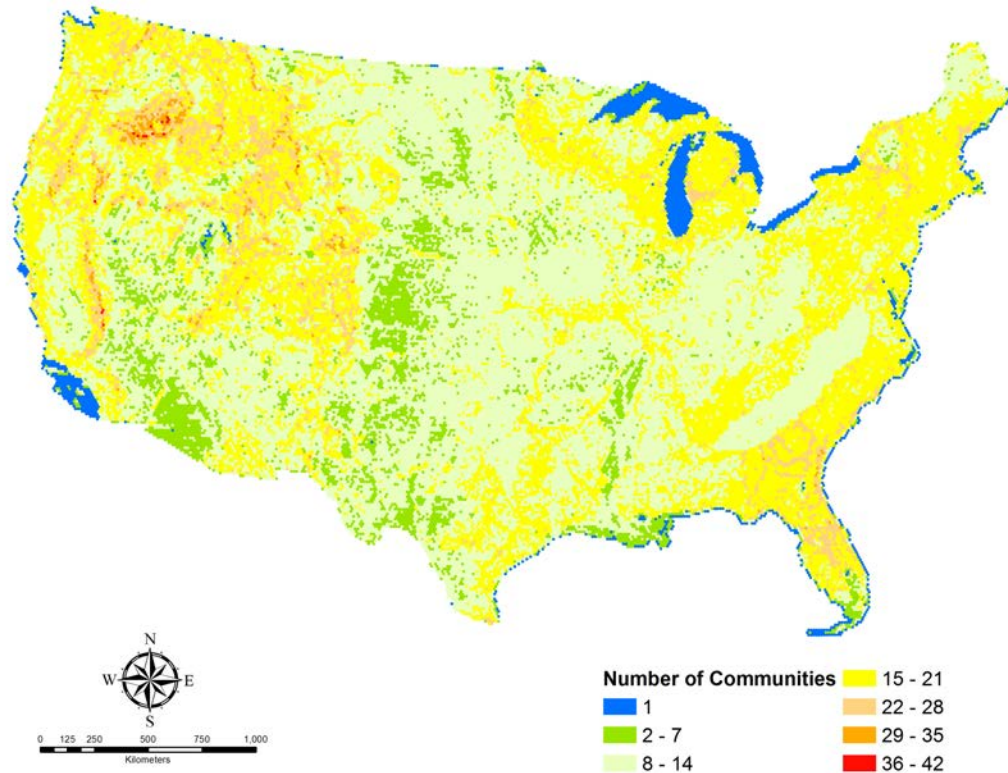 N
W E
S
0 125 250 500 750 1,000
Kilometers
Number of Communities
1
2 - 7
8 - 14
15 - 21
22 - 28
29 - 35
36 - 42